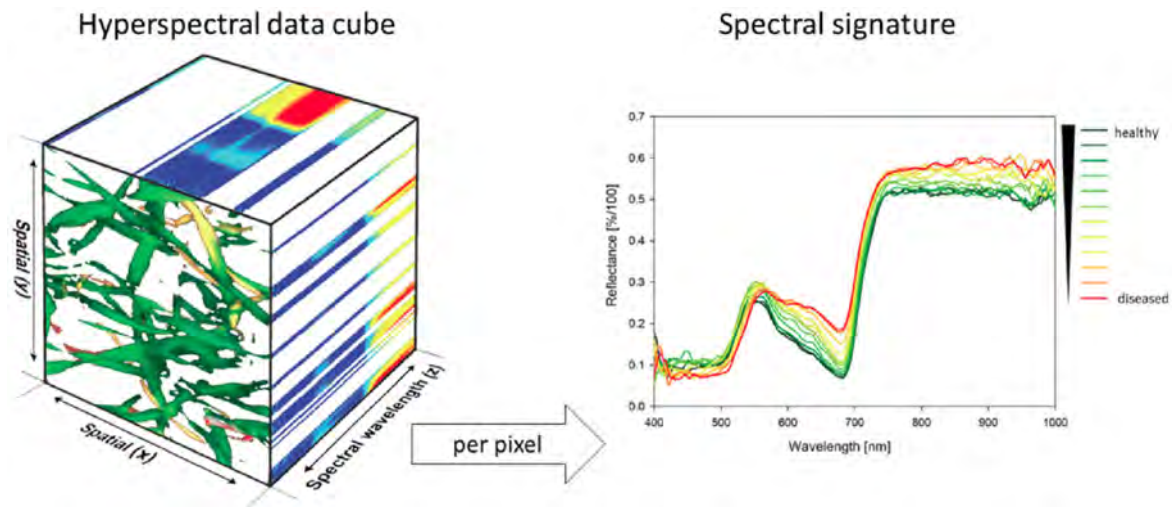 Hyperspectral data cube
Spectral signature
Spatial (y)
Spatial (x)
Spectral wavelength (z)
per pixel
Reflectance [%/100]
0.7
0.6
0.5
0.4
0.3
0.2
0.1
0.0
400
500
600
700
800
900
1000
Wavelength [nm]
healthy
diseased